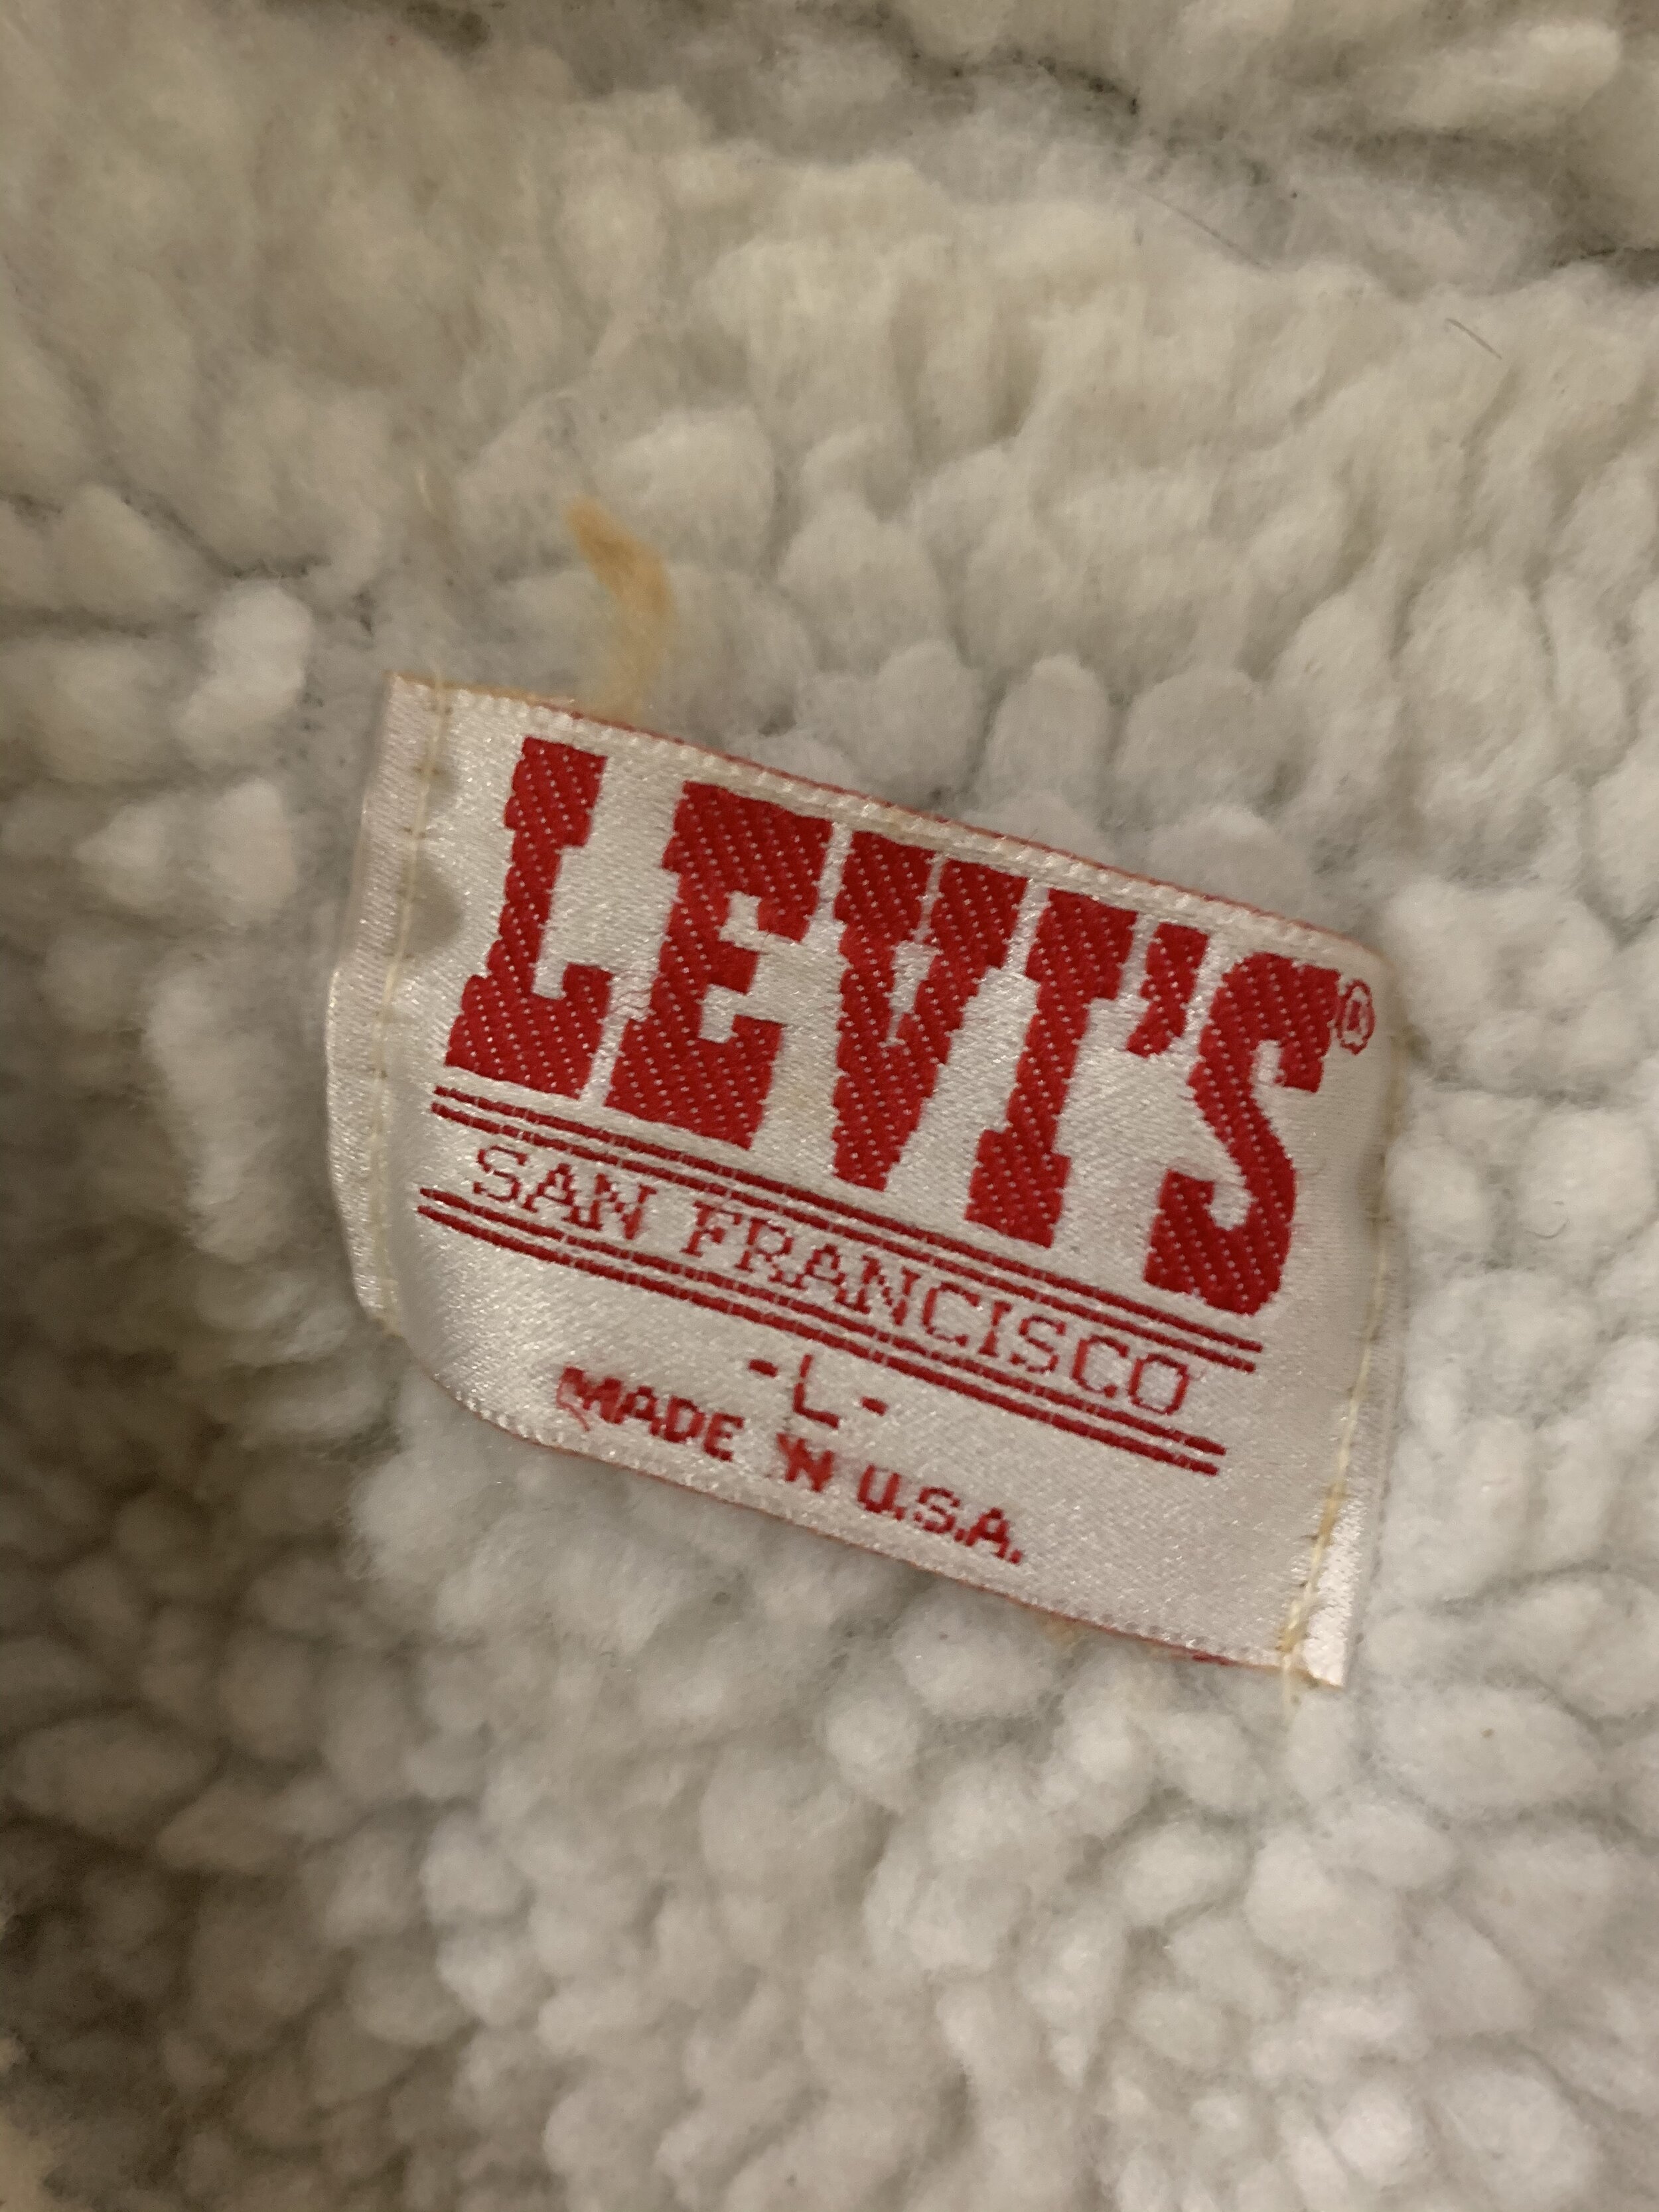 LEVI'S®
SAN FRANCISCO
-L-
MADE IN U.S.A.